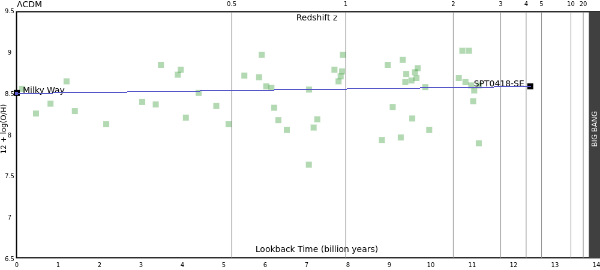 ΛCDM 0.5 1 2 3 4 5 10 20
Redshift z
9.5
9
8.5
8
7.5
7
6.5
12 + log(O/H)
Milky Way
SPT0418-SE
BIG BANG
Lookback Time (billion years)
0 1 2 3 4 5 6 7 8 9 10 11 12 13 14